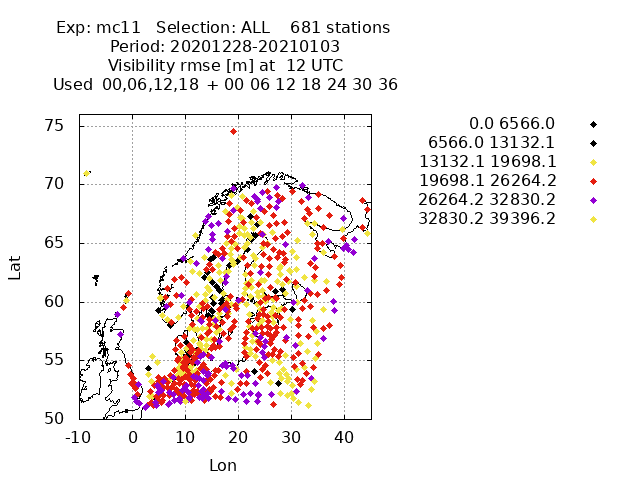 Exp: mc11 Selection: ALL 681 stations
Period: 20201228-20210103
Visibility rmse [m] at 12 UTC
Used 00,06,12,18 + 00 06 12 18 24 30 36
0.0 6566.0
6566.0 13132.1
13132.1 19698.1
19698.1 26264.2
26264.2 32830.2
32830.2 39396.2
75
70
65
60
55
50
Lat
-10 0 10 20 30 40
Lon